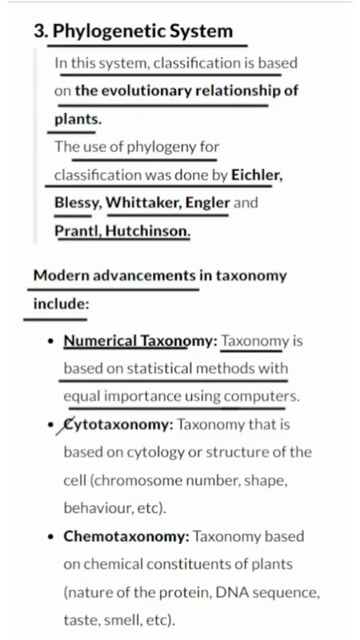 3. Phylogenetic System
In this system, classification is based
on the evolutionary relationship of
plants.
The use of phylogeny for
classification was done by Eichler,
Blessy, Whittaker, Engler and
Prantl, Hutchinson.
Modern advancements in taxonomy
include:
• Numerical Taxonomy: Taxonomy is
based on statistical methods with
equal importance using computers.
• Cytotaxonomy: Taxonomy that is
based on cytology or structure of the
cell (chromosome number, shape,
behaviour, etc).
• Chemotaxonomy: Taxonomy based
on chemical constituents of plants
(nature of the protein, DNA sequence,
taste, smell, etc).